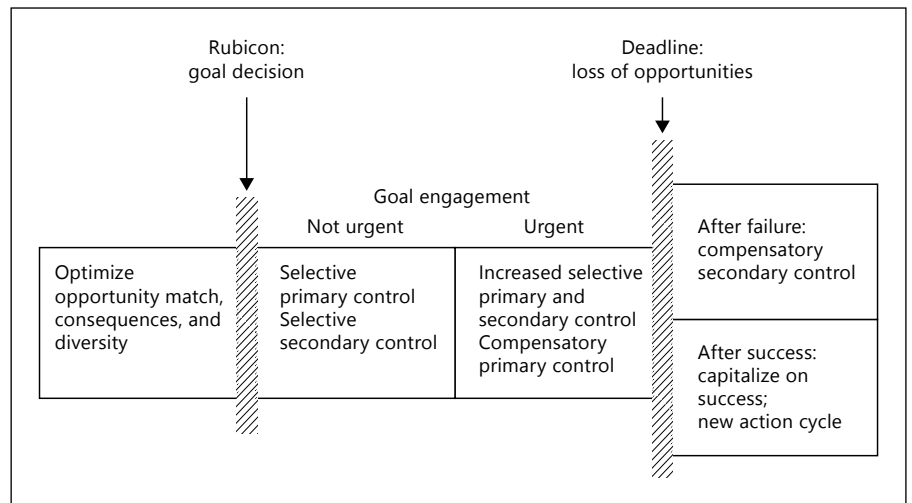 Rubicon:
goal decision
Deadline:
loss of opportunities
Goal engagement
Not urgent
Urgent
Optimize
opportunity match,
consequences, and
diversity
Selective
primary control
Selective
secondary control
Increased selective
primary and
secondary control
Compensatory
primary control
After failure:
compensatory
secondary control
After success:
capitalize on
success;
new action cycle